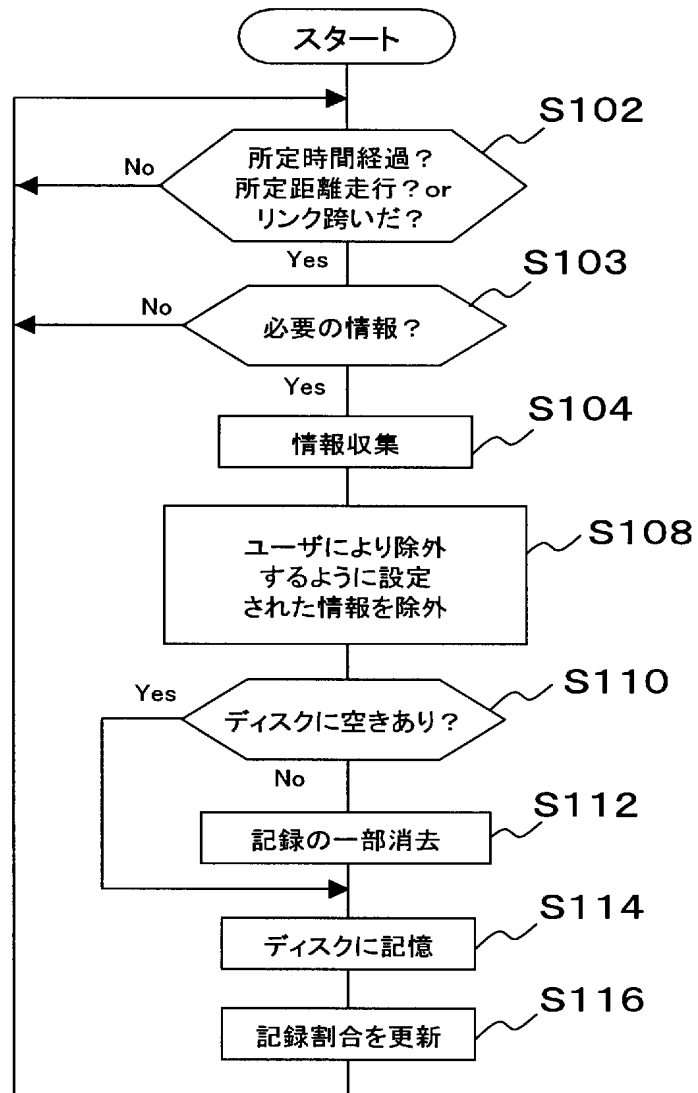 スタート
S102
No
所定時間経過？
所定距離走行？or
リンク跨いだ？
Yes
S103
No
必要の情報？
Yes
S104
情報収集
S108
ユーザにより除外
するように設定
された情報を除外
S110
Yes
ディスクに空きあり？
No
S112
記録の一部消去
S114
ディスクに記憶
S116
記録割合を更新